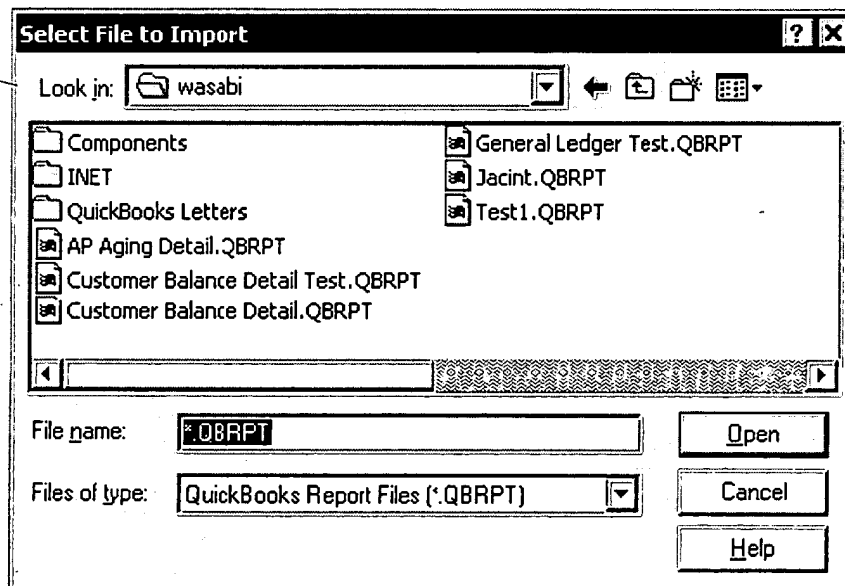 Select File to Import
Look in: wasabi
Components
INET
QuickBooks Letters
AP Aging Detail.QBRPT
Customer Balance Detail Test.QBRPT
Customer Balance Detail.QBRPT
General Ledger Test.QBRPT
Jacint.QBRPT
Test1.QBRPT
File name: *.QBRPT Open
Files of type: QuickBooks Report Files (*.QBRPT) Cancel
Help